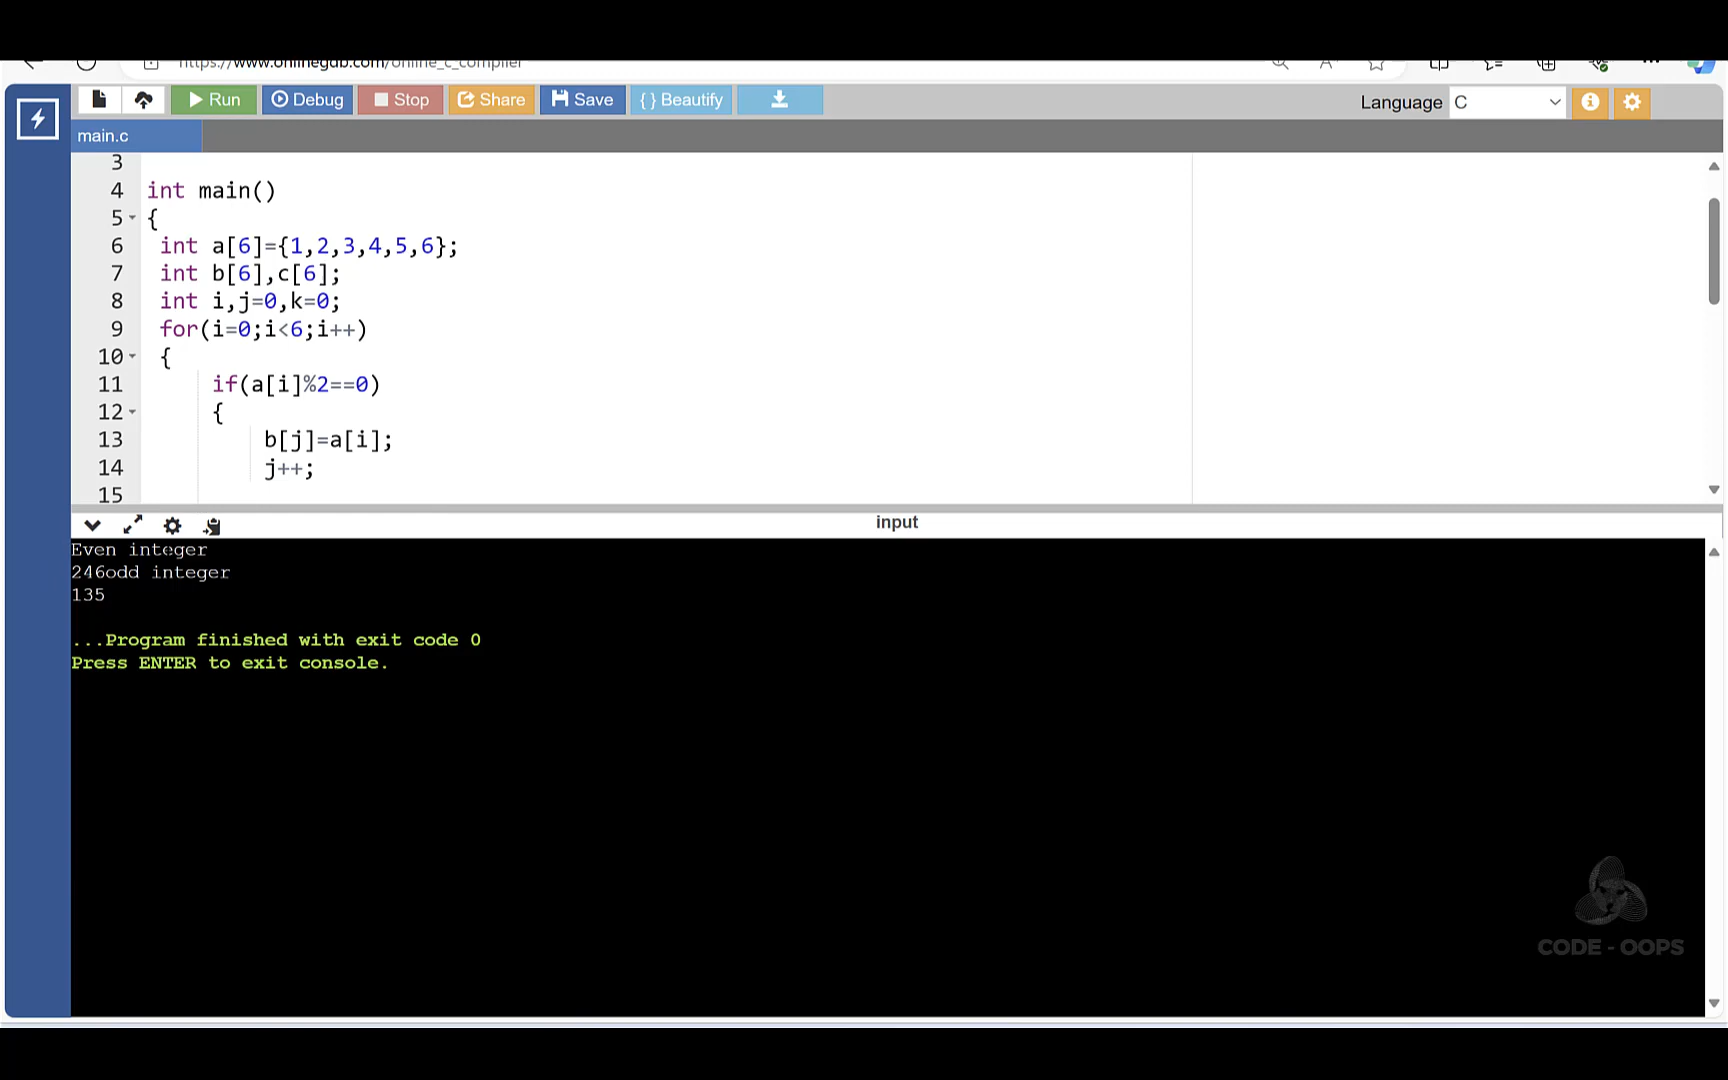 https://www.onlinegdb.com/online_c_compiler
Run Debug Stop Share Save { } Beautify Language C
main.c
3
4 int main()
5 {
6 int a[6]={1,2,3,4,5,6};
7 int b[6],c[6];
8 int i,j=0,k=0;
9 for(i=0;i<6;i++)
10 {
11 if(a[i]%2==0)
12 {
13 b[j]=a[i];
14 j++;
15
input
Even integer
246odd integer
135
...Program finished with exit code 0
Press ENTER to exit console.
CODE - OOPS